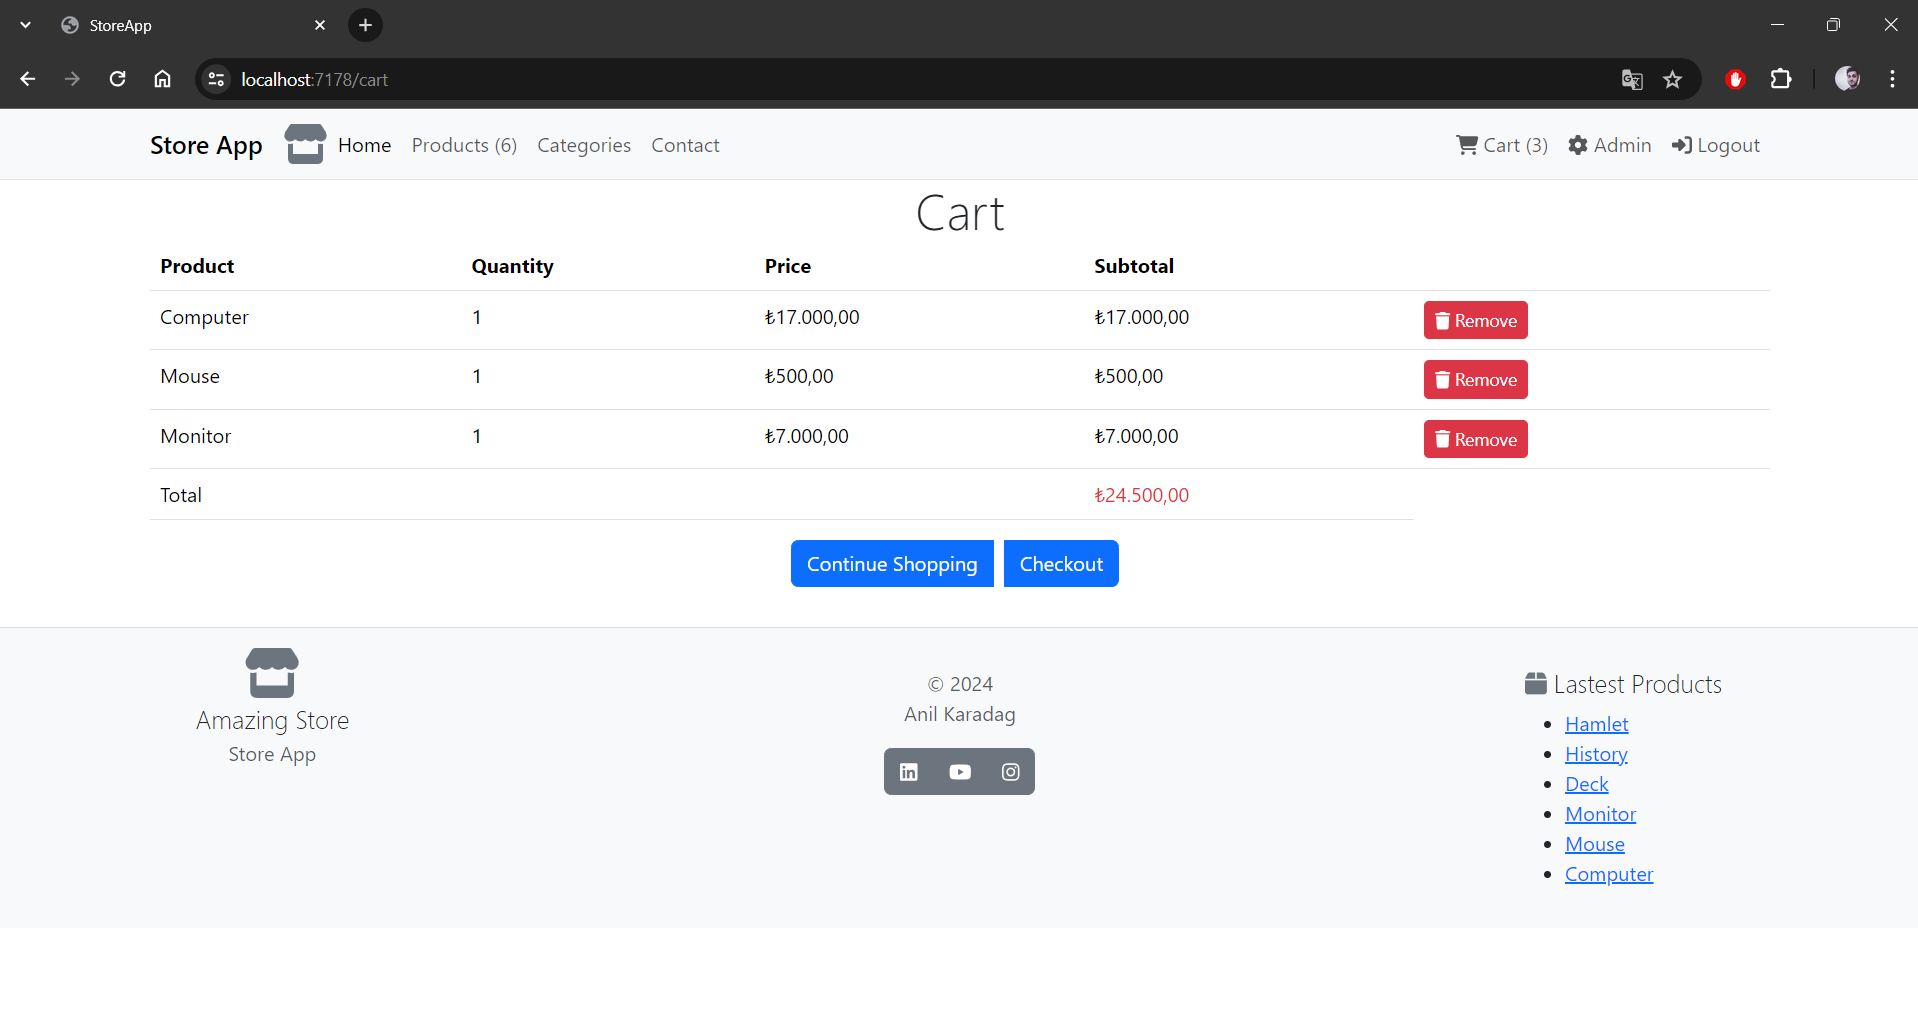 StoreApp
localhost:7178/cart
Store App Home Products (6) Categories Contact Cart (3) Admin Logout
Cart
Product Quantity Price Subtotal
Computer 1 ₺17.000,00 ₺17.000,00 Remove
Mouse 1 ₺500,00 ₺500,00 Remove
Monitor 1 ₺7.000,00 ₺7.000,00 Remove
Total ₺24.500,00
Continue Shopping Checkout
Amazing Store
Store App
© 2024
Anil Karadag
Lastest Products
Hamlet
History
Deck
Monitor
Mouse
Computer